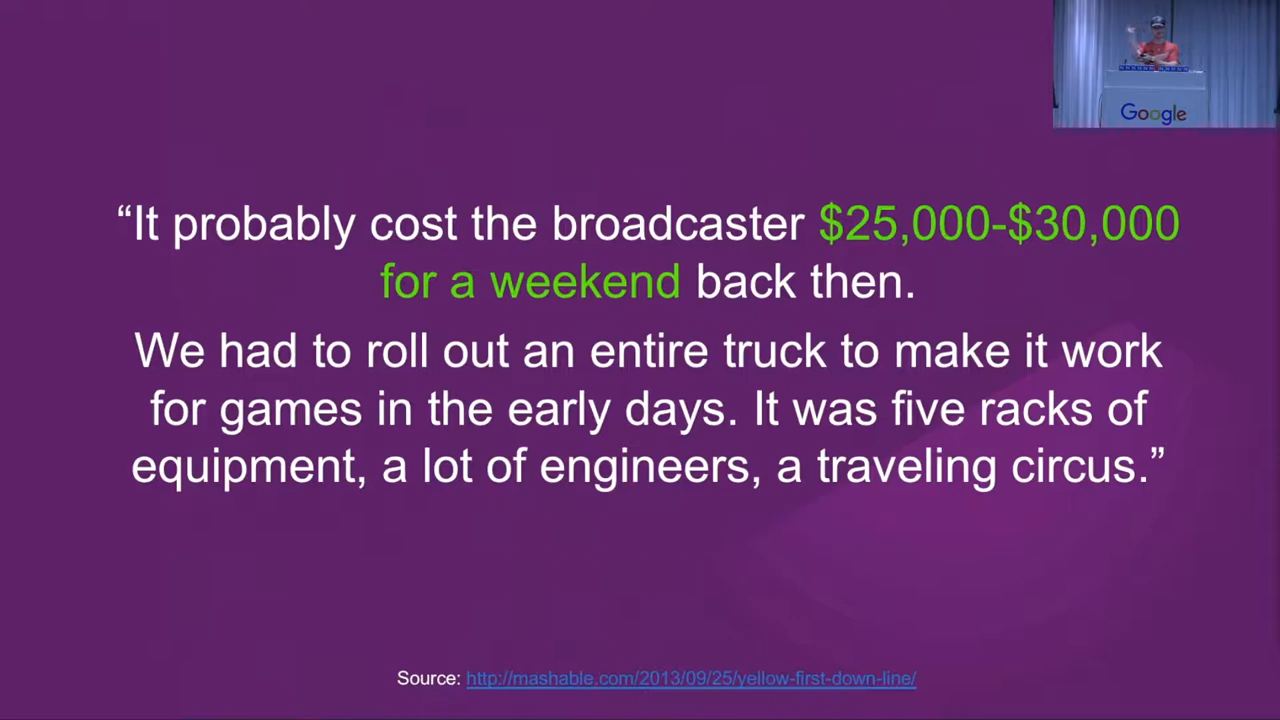 Google
“It probably cost the broadcaster $25,000-$30,000
for a weekend back then.
We had to roll out an entire truck to make it work
for games in the early days. It was five racks of
equipment, a lot of engineers, a traveling circus.”
Source: http://mashable.com/2013/09/25/yellow-first-down-line/